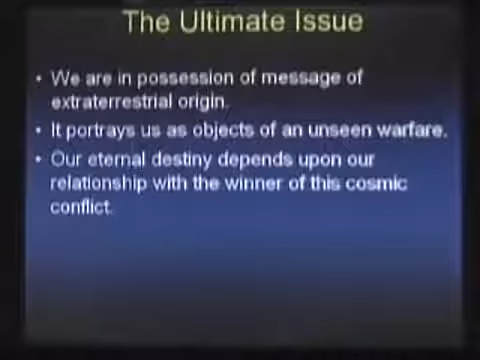 The Ultimate Issue
• We are in possession of message of
extraterrestrial origin.
• It portrays us as objects of an unseen warfare.
• Our eternal destiny depends upon our
relationship with the winner of this cosmic
conflict.